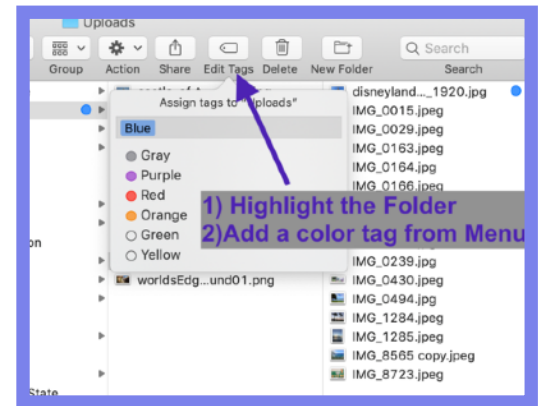 Uploads
Search
Group Action Share Edit Tags Delete New Folder Search
Assign tags to "Uploads"
Blue
Gray
Purple
Red
Orange
Green
Yellow
worldsEdg...und01.png
disneyland..._1920.jpg
IMG_0015.jpeg
IMG_0029.jpeg
IMG_0163.jpeg
IMG_0164.jpg
IMG_0166.jpeg
1) Highlight the Folder
2)Add a color tag from Menu
IMG_0239.jpg
IMG_0430.jpeg
IMG_0494.jpg
IMG_1284.jpeg
IMG_1285.jpeg
IMG_8565 copy.jpeg
IMG_8723.jpeg
on
State